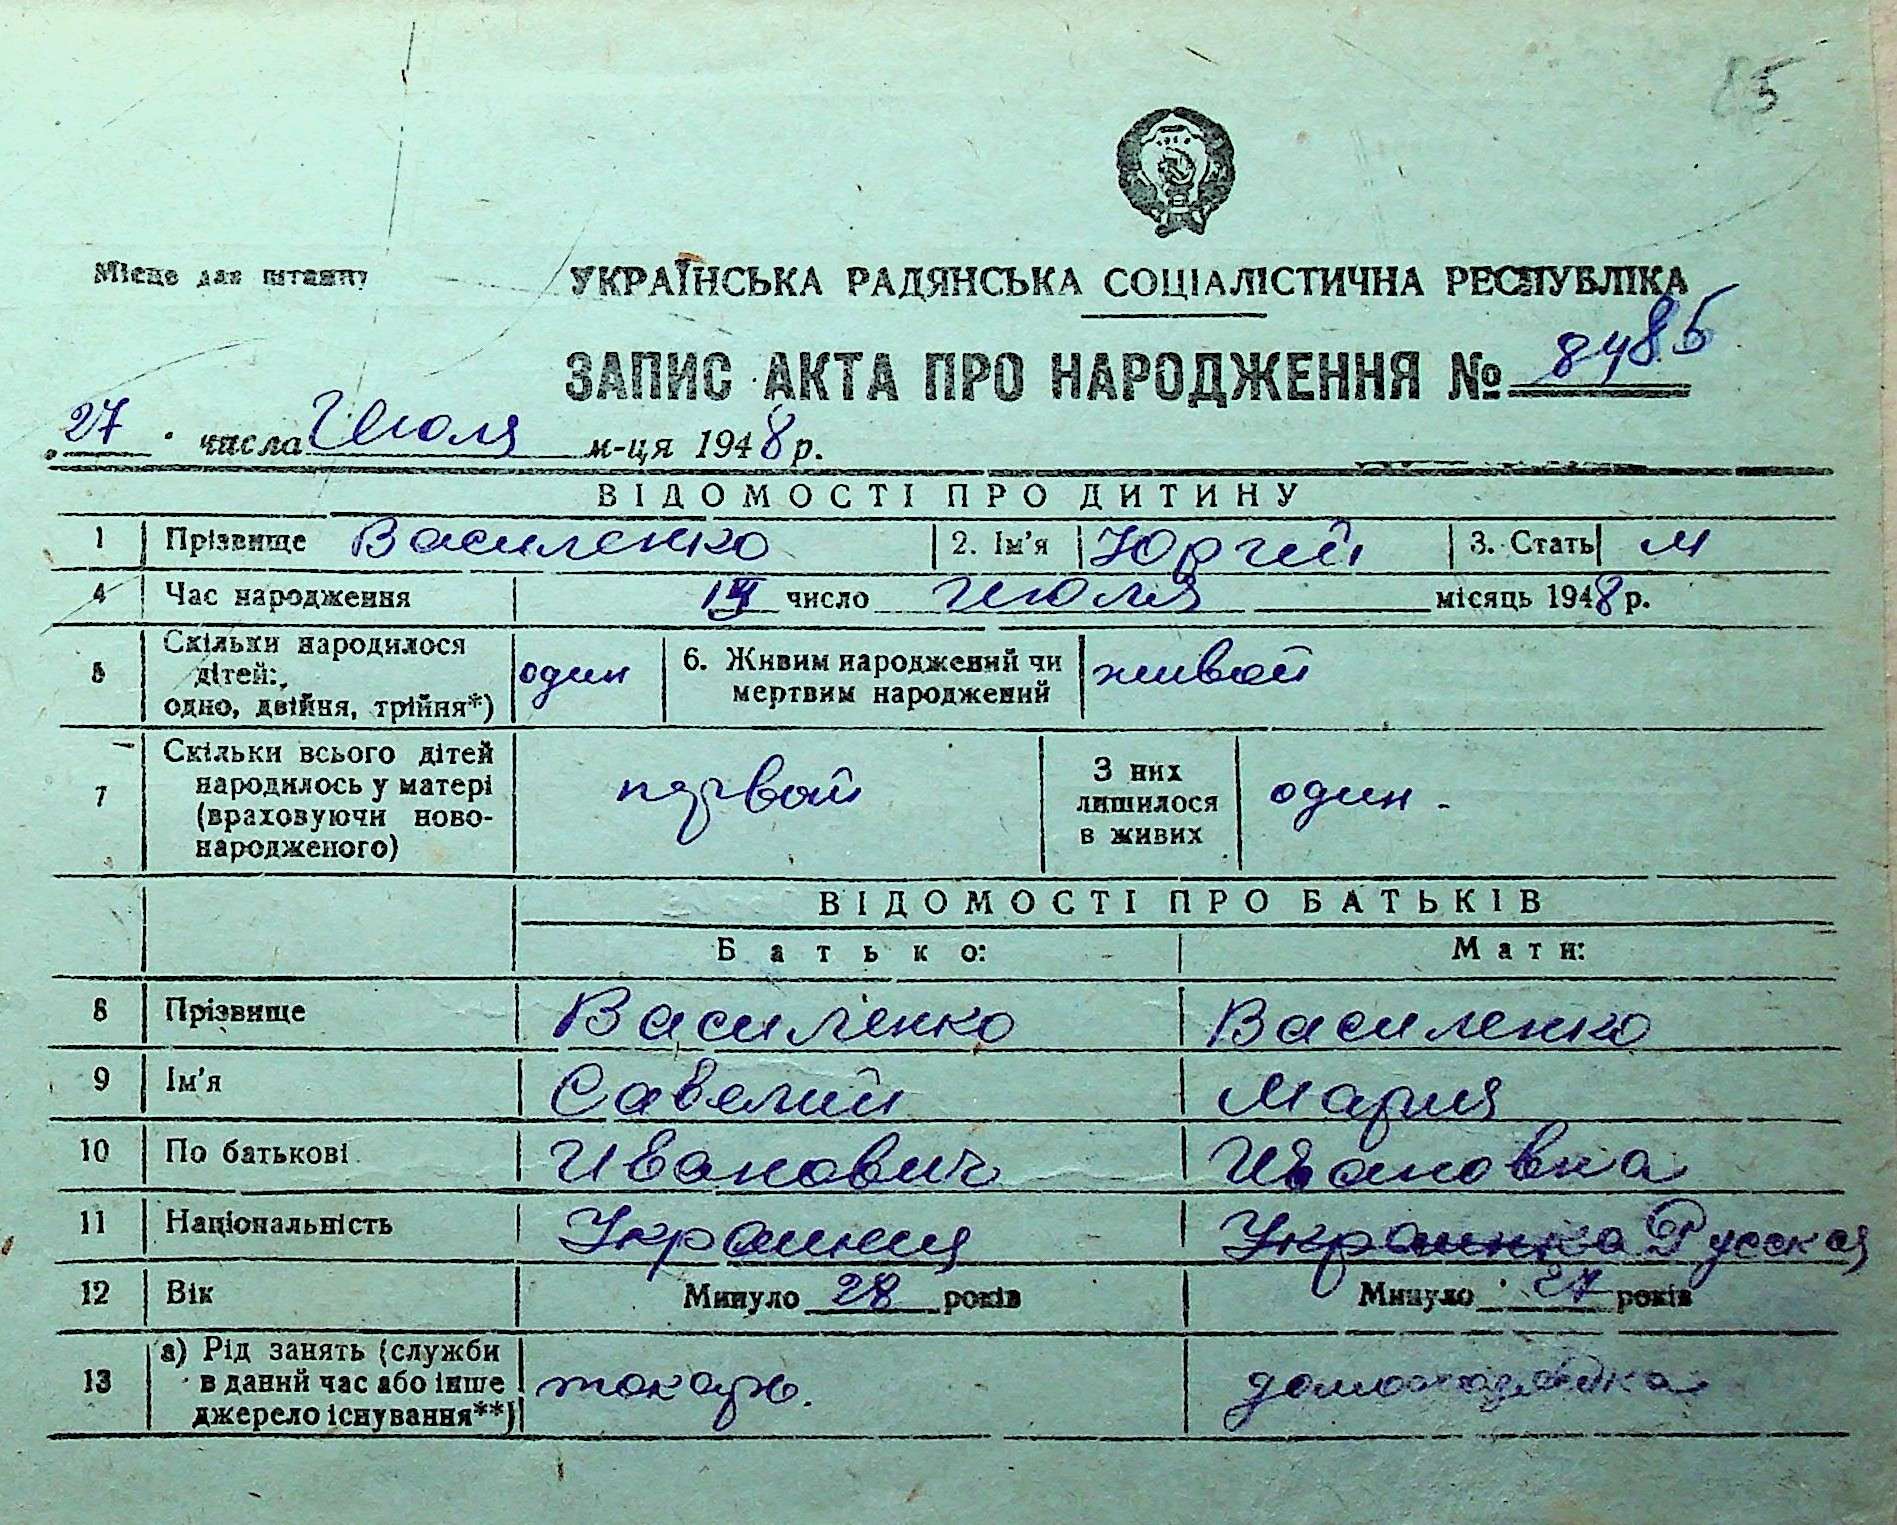 85
Місце для штампу
УКРАЇНСЬКА РАДЯНСЬКА СОЦІАЛІСТИЧНА РЕСПУБЛІКА
ЗАПИС АКТА ПРО НАРОДЖЕННЯ № 8485
27 числа Июля м-ця 1948 р.
ВІДОМОСТІ ПРО ДИТИНУ
1 Прізвище Василенко 2. Ім'я Юргий 3. Стать м
4 Час народження число июля місяць 1948 р.
5 Скільки народилося
дітей:
одно, двійня, трійня*) один 6. Живим народжений чи
мертвим народжений живой
7 Скільки всього дітей
народилось у матері
(враховуючи ново-
народженого) первой З них
лишилося
в живих один.
ВІДОМОСТІ ПРО БАТЬКІВ
Батько: Мати:
8 Прізвище Василенко Василенко
9 Ім'я Савелий Мария
10 По батькові Иванович Ивановна
11 Національність Украинец Украинка Русская
12 Вік Минуло 28 років Минуло 27 років
13 а) Рід занять (служби
в даний час або інше
джерело існування**) токарь. домохозяйка